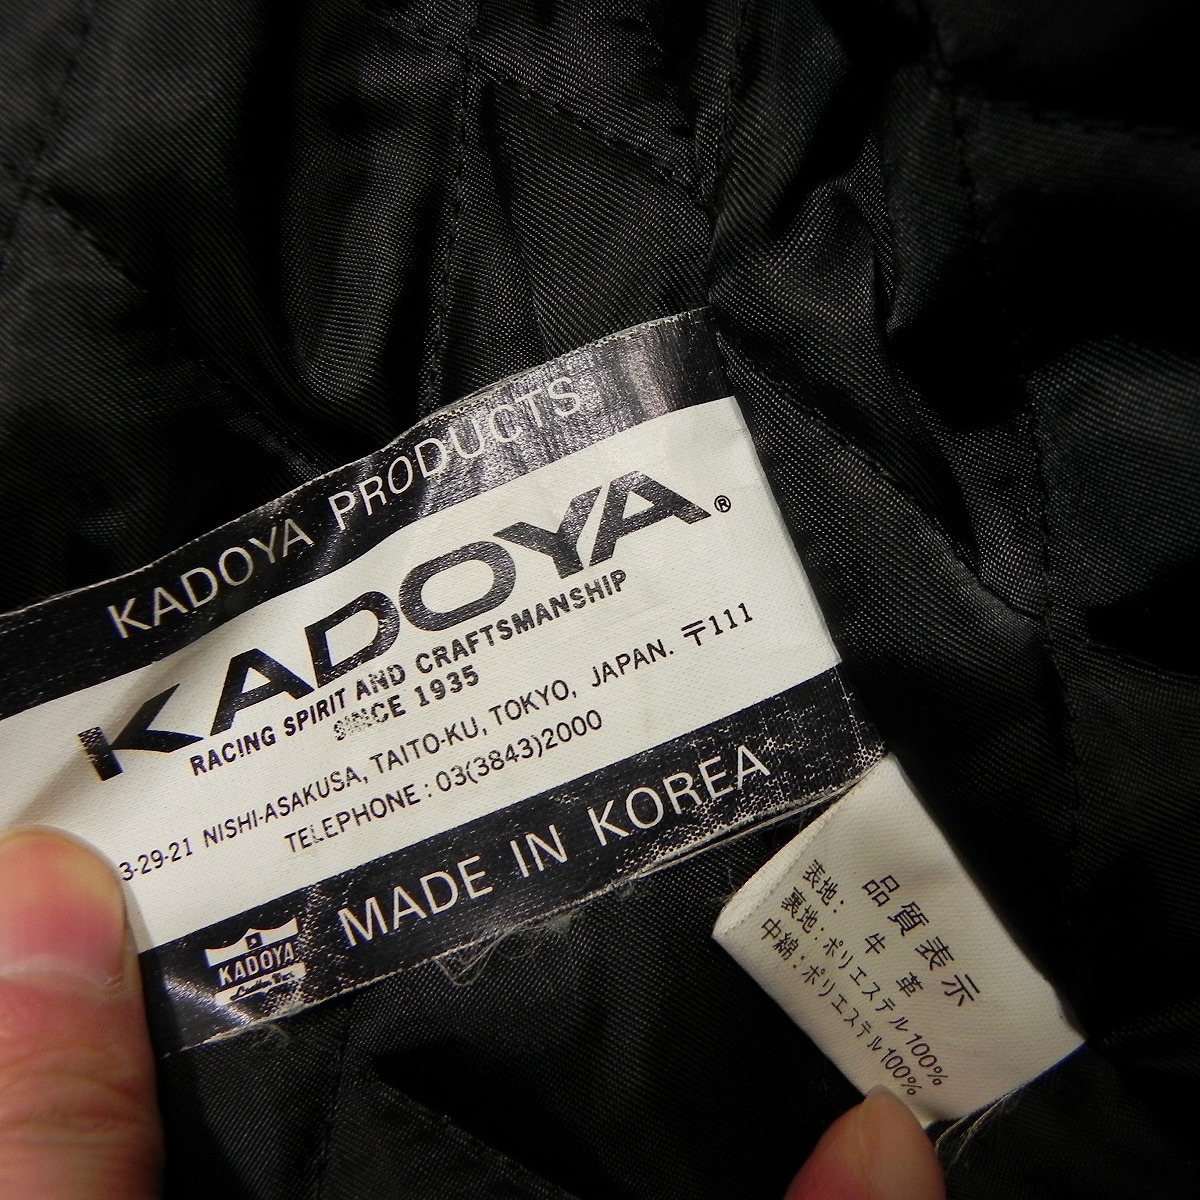 KADOYA PRODUCTS
KADOYA®
RACING SPIRIT AND CRAFTSMANSHIP
SINCE 1935
3-29-21 NISHI-ASAKUSA, TAITO-KU, TOKYO, JAPAN. 〒111
TELEPHONE : 03(3843)2000
MADE IN KOREA
KADOYA
品質表示
表地: 牛革
裏地:ポリエステル100%
中綿:ポリエステル100%